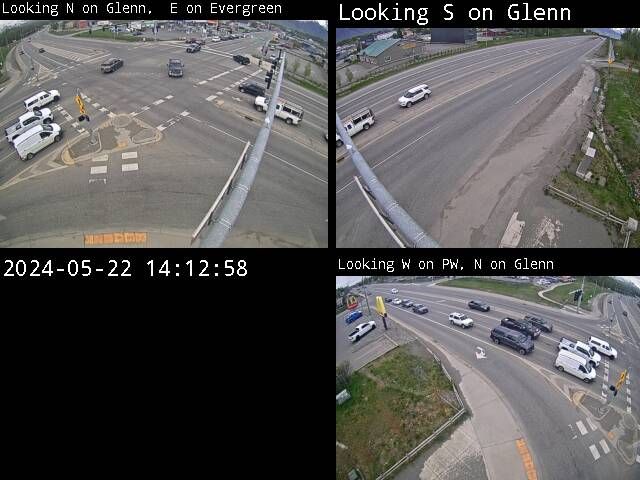 Looking N on Glenn, E on Evergreen
Looking S on Glenn
2024-05-22 14:12:58
Looking W on PW, N on Glenn